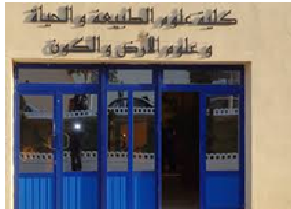 كلية علوم الطبيعة و الحياة
و علوم الأرض و الكون